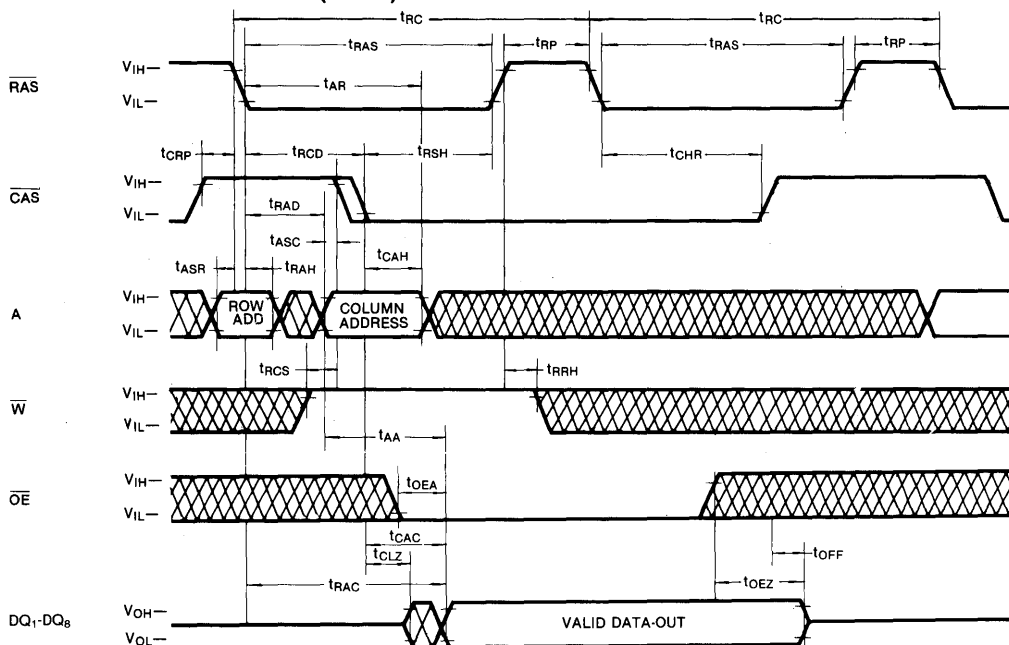 tRC tRC
tRAS tRP tRAS tRP
RAS VIH—
tAR
VIL—
tCRP tRCD tRSH tCHR
CAS VIH—
VIL—
tRAD
tASC
tASR tRAH tCAH
A VIH—
ROW ADD
COLUMN ADDRESS
VIL—
tRCS tRRH
W VIH—
VIL—
tAA
OE VIH—
tOEA
VIL—
tCAC
tCLZ tOFF
tRAC tOEZ
DQ1-DQ8 VOH—
VALID DATA-OUT
VOL—